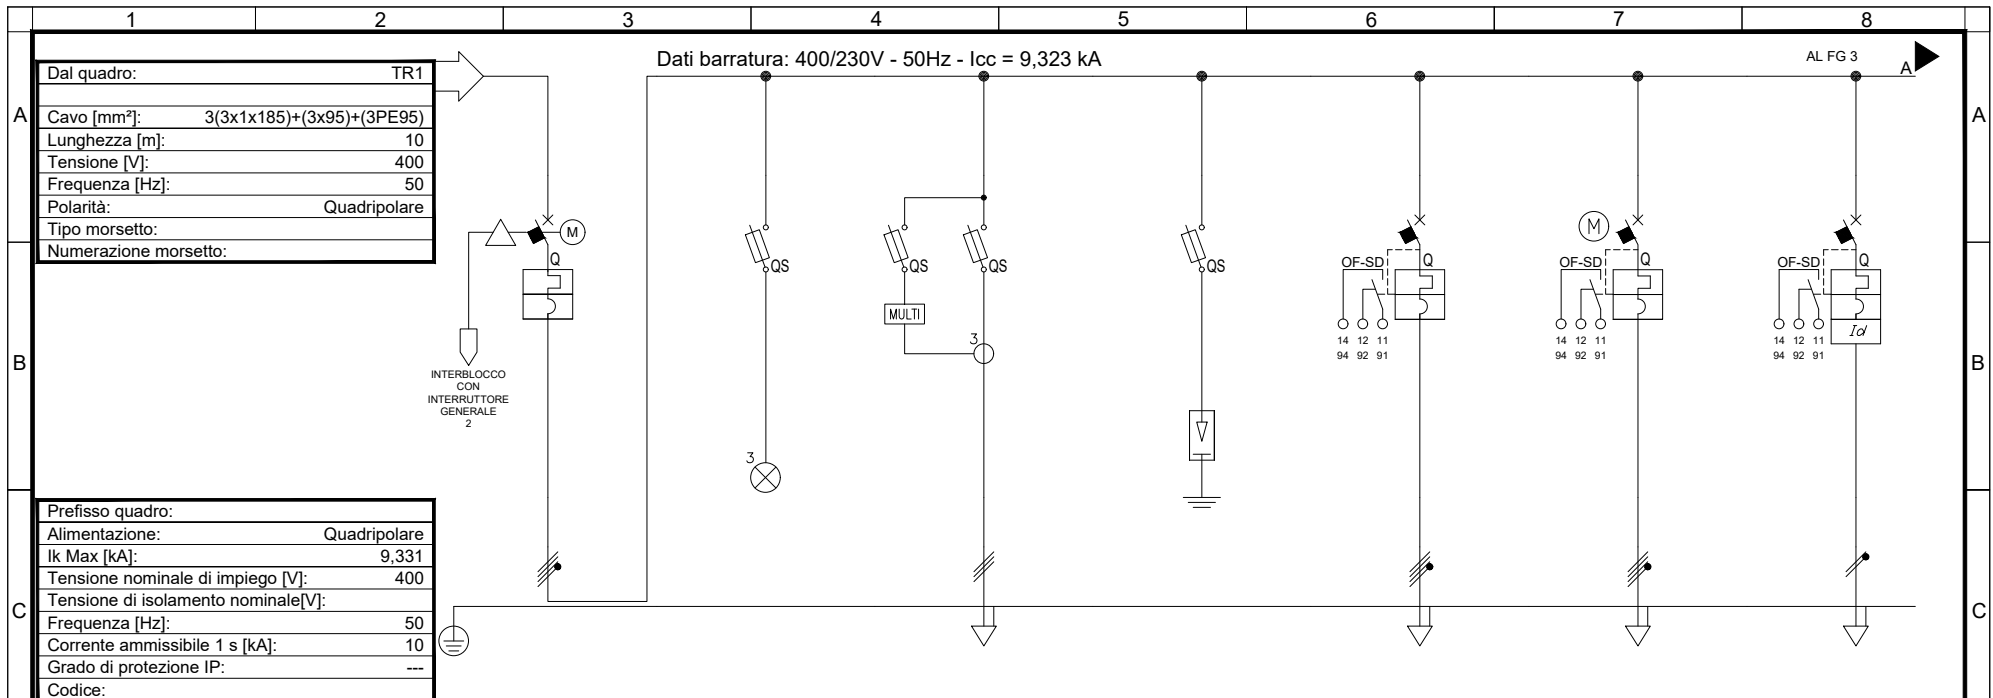 1 2 3 4 5 6 7 8
Dati barratura: 400/230V - 50Hz - Icc = 9,323 kA
AL FG 3
A
A
A
Dal quadro: TR1
Cavo [mm²]: 3(3x1x185)+(3x95)+(3PE95)
Lunghezza [m]: 10
Tensione [V]: 400
Frequenza [Hz]: 50
Polarità: Quadripolare
Tipo morsetto:
Numerazione morsetto:
M
Q
QS
QS
QS
QS
MULTI
3
3
INTERBLOCCO
CON
INTERRUTTORE
GENERALE
2
OF-SD
Q
14 12 11
94 92 91
M
OF-SD
Q
14 12 11
94 92 91
OF-SD
Q
Id
14 12 11
94 92 91
B
B
Prefisso quadro:
Alimentazione: Quadripolare
Ik Max [kA]: 9,331
Tensione nominale di impiego [V]: 400
Tensione di isolamento nominale[V]:
Frequenza [Hz]: 50
Corrente ammissibile 1 s [kA]: 10
Grado di protezione IP: ---
Codice:
C
C